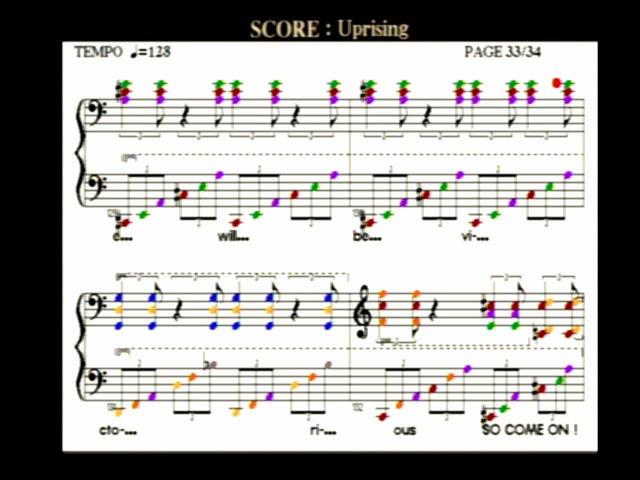 SCORE : Uprising
TEMPO ♩=128
PAGE 33/34
will... be... vi-...
cto-... ri-... ous SO COME ON !